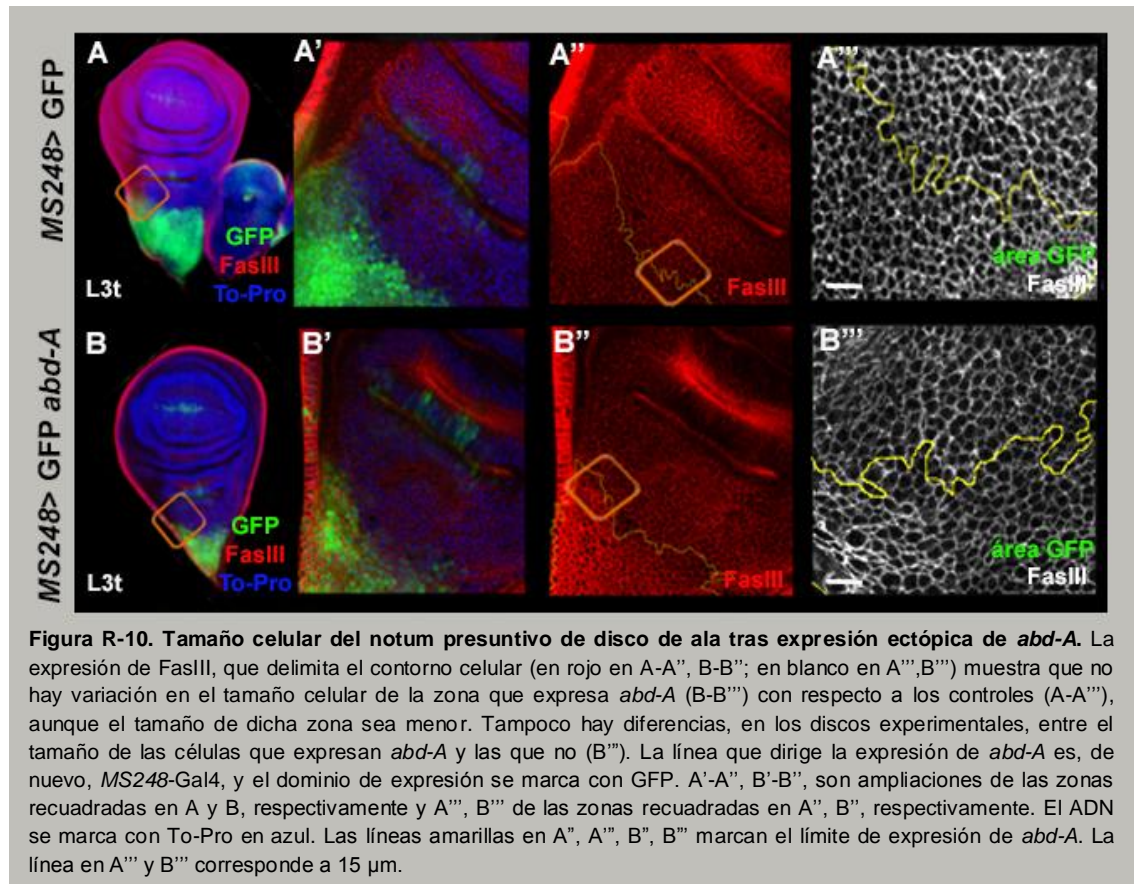 MS248> GFP
A
A'
A''
A'''
GFP
FasIII
To-Pro
L3t
FasIII
área GFP
FasIII
MS248> GFP abd-A
B
B'
B''
B'''
GFP
FasIII
To-Pro
L3t
FasIII
área GFP
FasIII
Figura R-10. Tamaño celular del notum presuntivo de disco de ala tras expresión ectópica de abd-A. La
expresión de FasIII, que delimita el contorno celular (en rojo en A-A’’, B-B’’; en blanco en A’’’,B’’’) muestra que no
hay variación en el tamaño celular de la zona que expresa abd-A (B-B’’’) con respecto a los controles (A-A’’’),
aunque el tamaño de dicha zona sea menor. Tampoco hay diferencias, en los discos experimentales, entre el
tamaño de las células que expresan abd-A y las que no (B’’’). La línea que dirige la expresión de abd-A es, de
nuevo, MS248-Gal4, y el dominio de expresión se marca con GFP. A’-A’’, B’-B’’, son ampliaciones de las zonas
recuadradas en A y B, respectivamente y A’’’, B’’’ de las zonas recuadradas en A’’, B’’, respectivamente. El ADN
se marca con To-Pro en azul. Las líneas amarillas en A’’, A’’’, B’’, B’’’ marcan el límite de expresión de abd-A. La
línea en A’’’ y B’’’ corresponde a 15 µm.